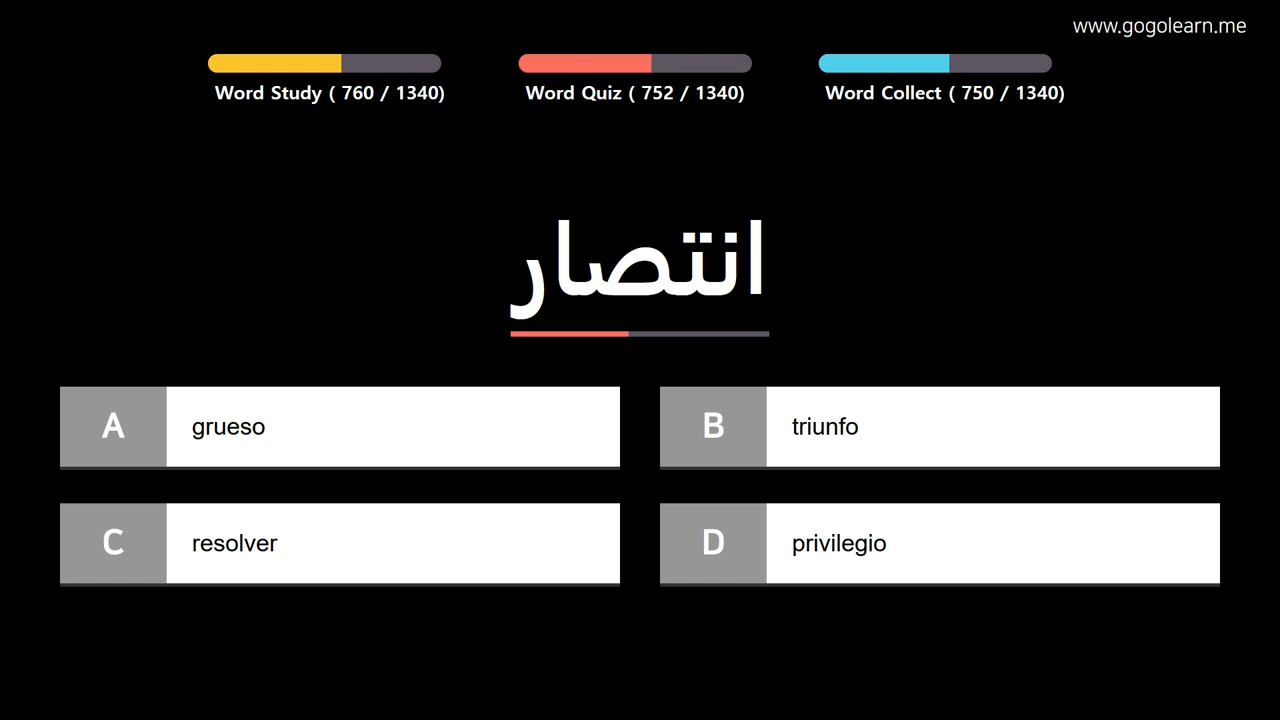 www.gogolearn.me
Word Study ( 760 / 1340)
Word Quiz ( 752 / 1340)
Word Collect ( 750 / 1340)
انتصار
A grueso
B triunfo
C resolver
D privilegio